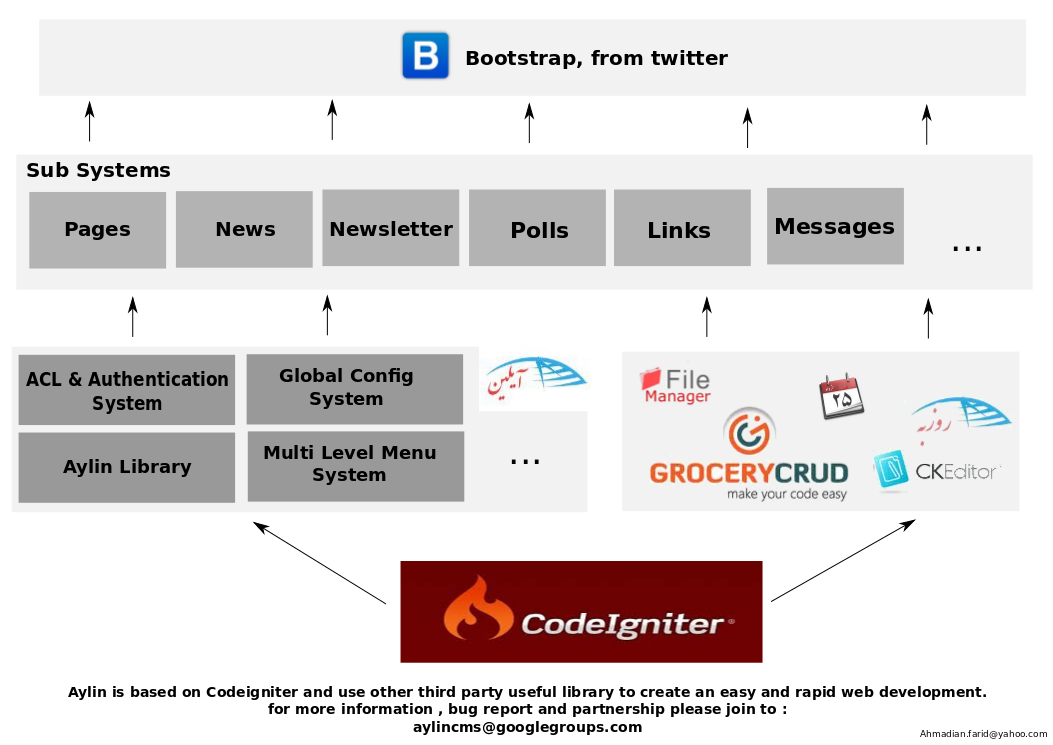 B Bootstrap, from twitter
Sub Systems
Pages
News
Newsletter
Polls
Links
Messages
...
ACL & Authentication
System
Global Config
System
آیلین
Aylin Library
Multi Level Menu
System
...
File
Manager
۲۵
روزبه
GROCERYCRUD
make your code easy
CKEditor
CodeIgniter®
Aylin is based on Codeigniter and use other third party useful library to create an easy and rapid web development.
for more information , bug report and partnership please join to :
aylincms@googlegroups.com
Ahmadian.farid@yahoo.com